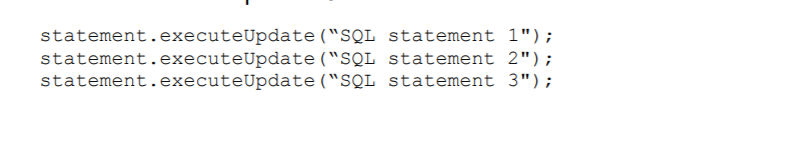 statement.executeUpdate(“SQL statement 1");
statement.executeUpdate(“SQL statement 2");
statement.executeUpdate(“SQL statement 3");